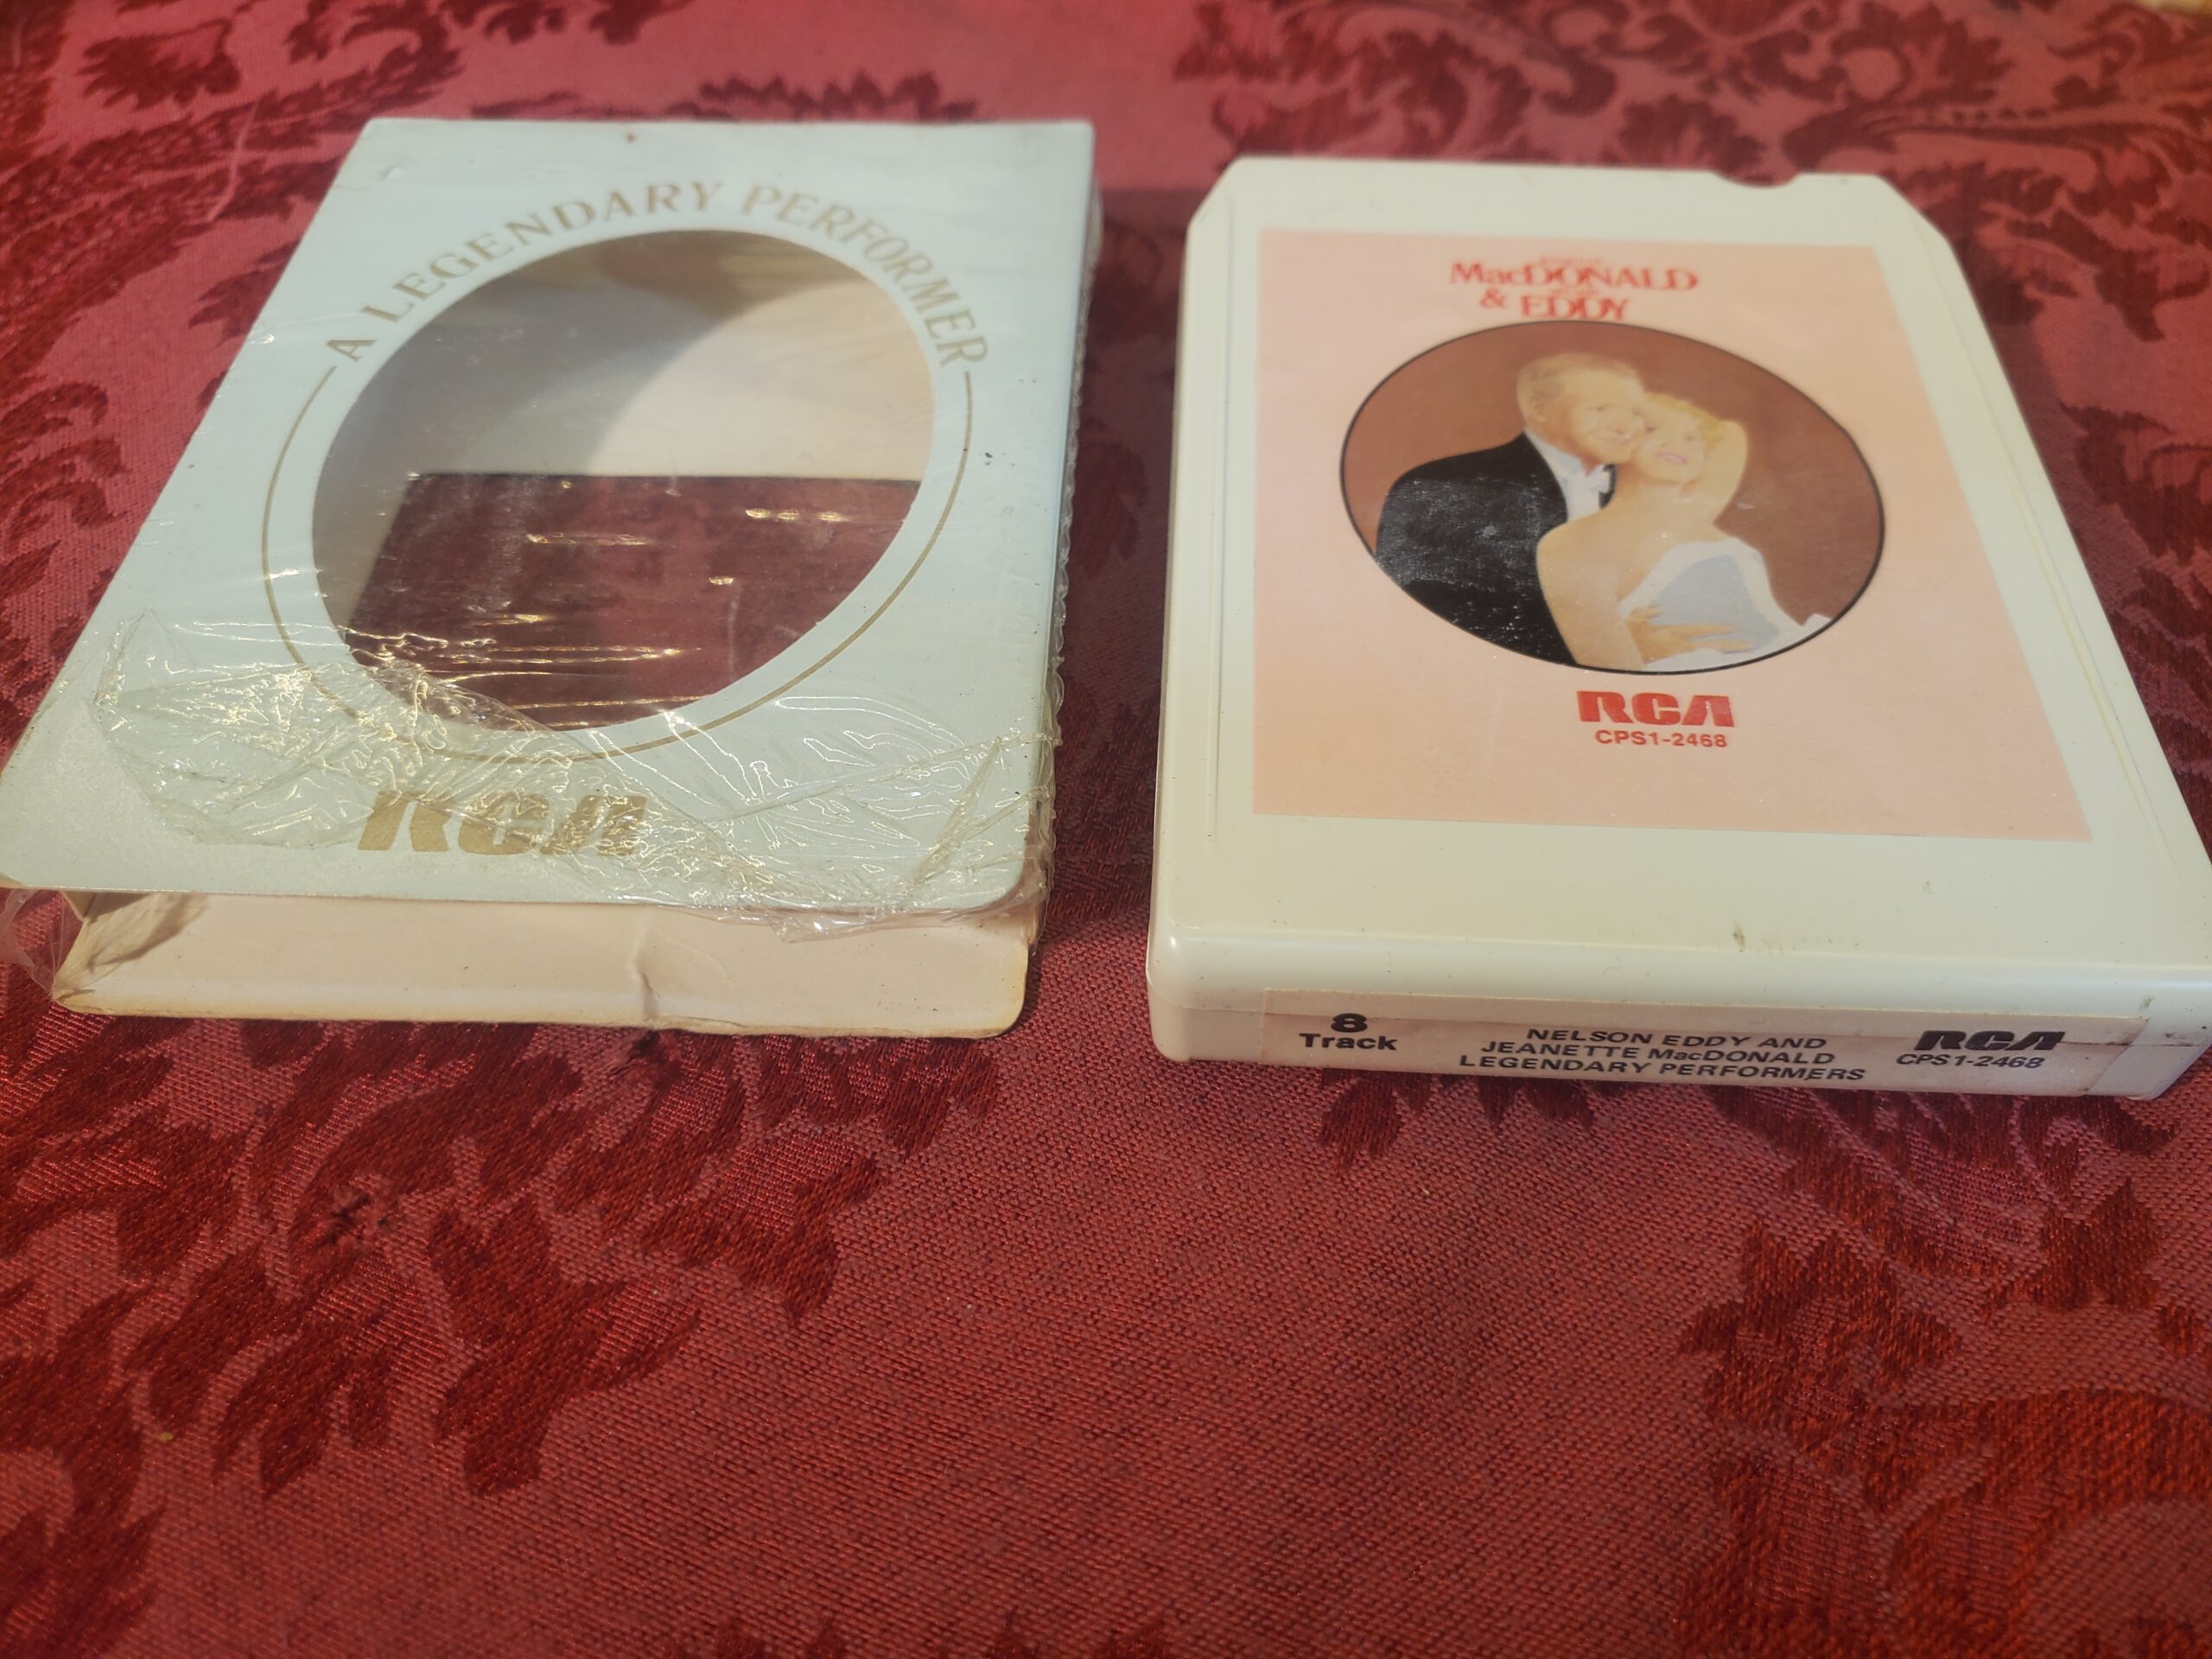 A LEGENDARY PERFORMER
RCA
MacDONALD
& EDDY
RCA
CPS1-2468
8
Track
NELSON EDDY AND
JEANETTE MacDONALD
LEGENDARY PERFORMERS
RCA
CPS1-2468